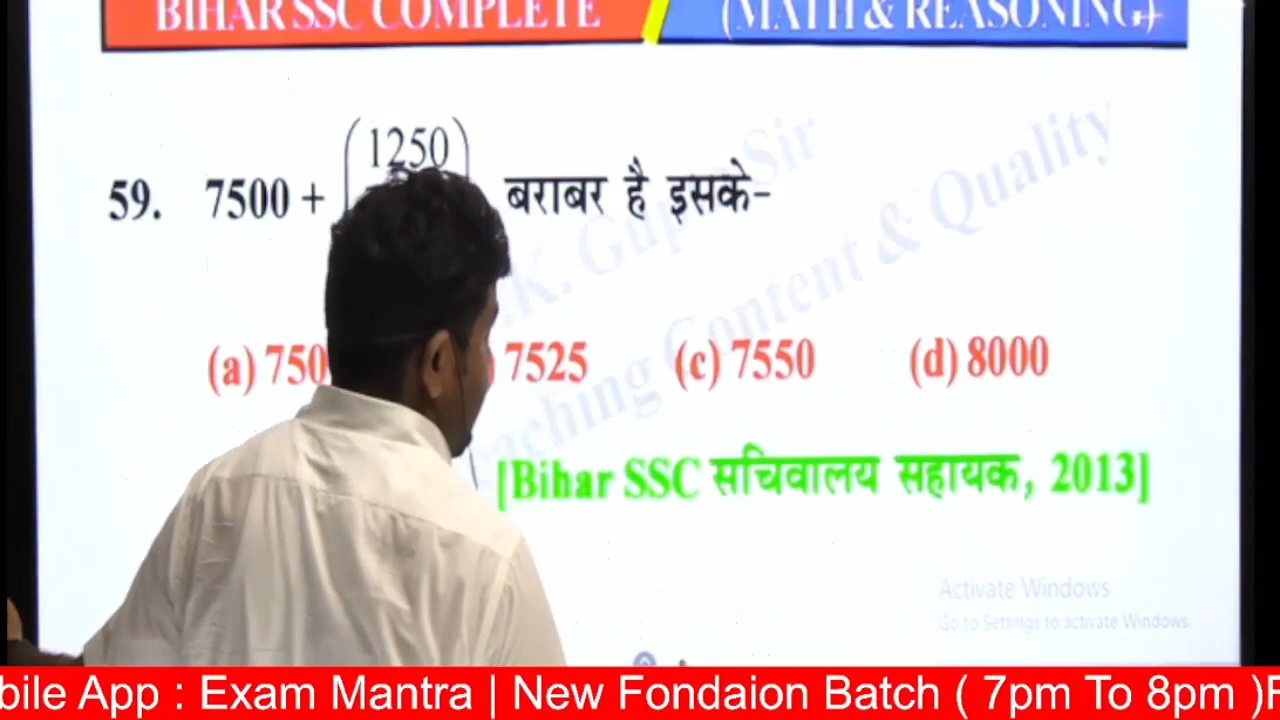 BIHAR SSC COMPLETE (MATH & REASONING)
59. 7500 + (1250) बराबर है इसके-
(a) 750 7525 (c) 7550 (d) 8000
[Bihar SSC सचिवालय सहायक, 2013]
Content & Quality
Activate Windows
Go to Settings to activate Windows.
App : Exam Mantra | New Fondaion Batch ( 7pm To 8pm )